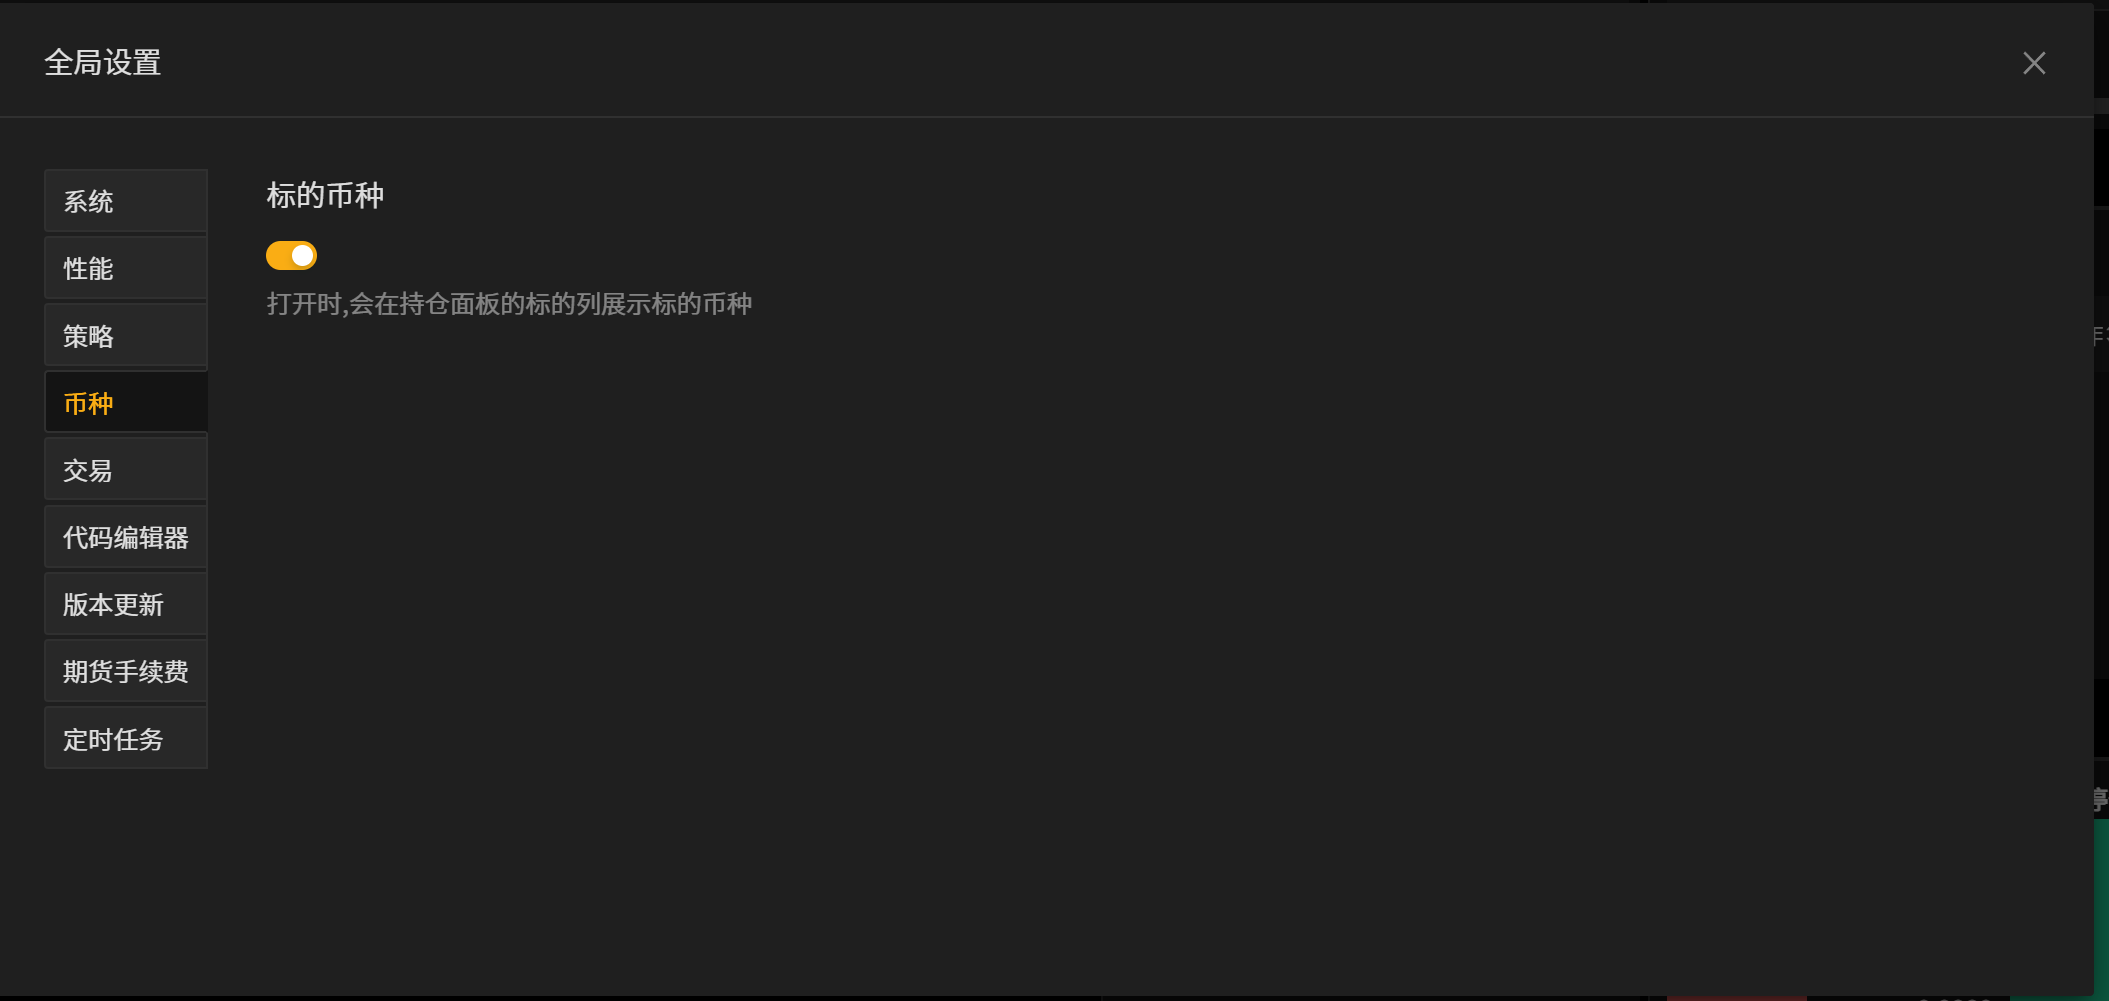 全局设置
系统
性能
策略
币种
交易
代码编辑器
版本更新
期货手续费
定时任务
标的币种
打开时,会在持仓面板的标的列展示标的币种